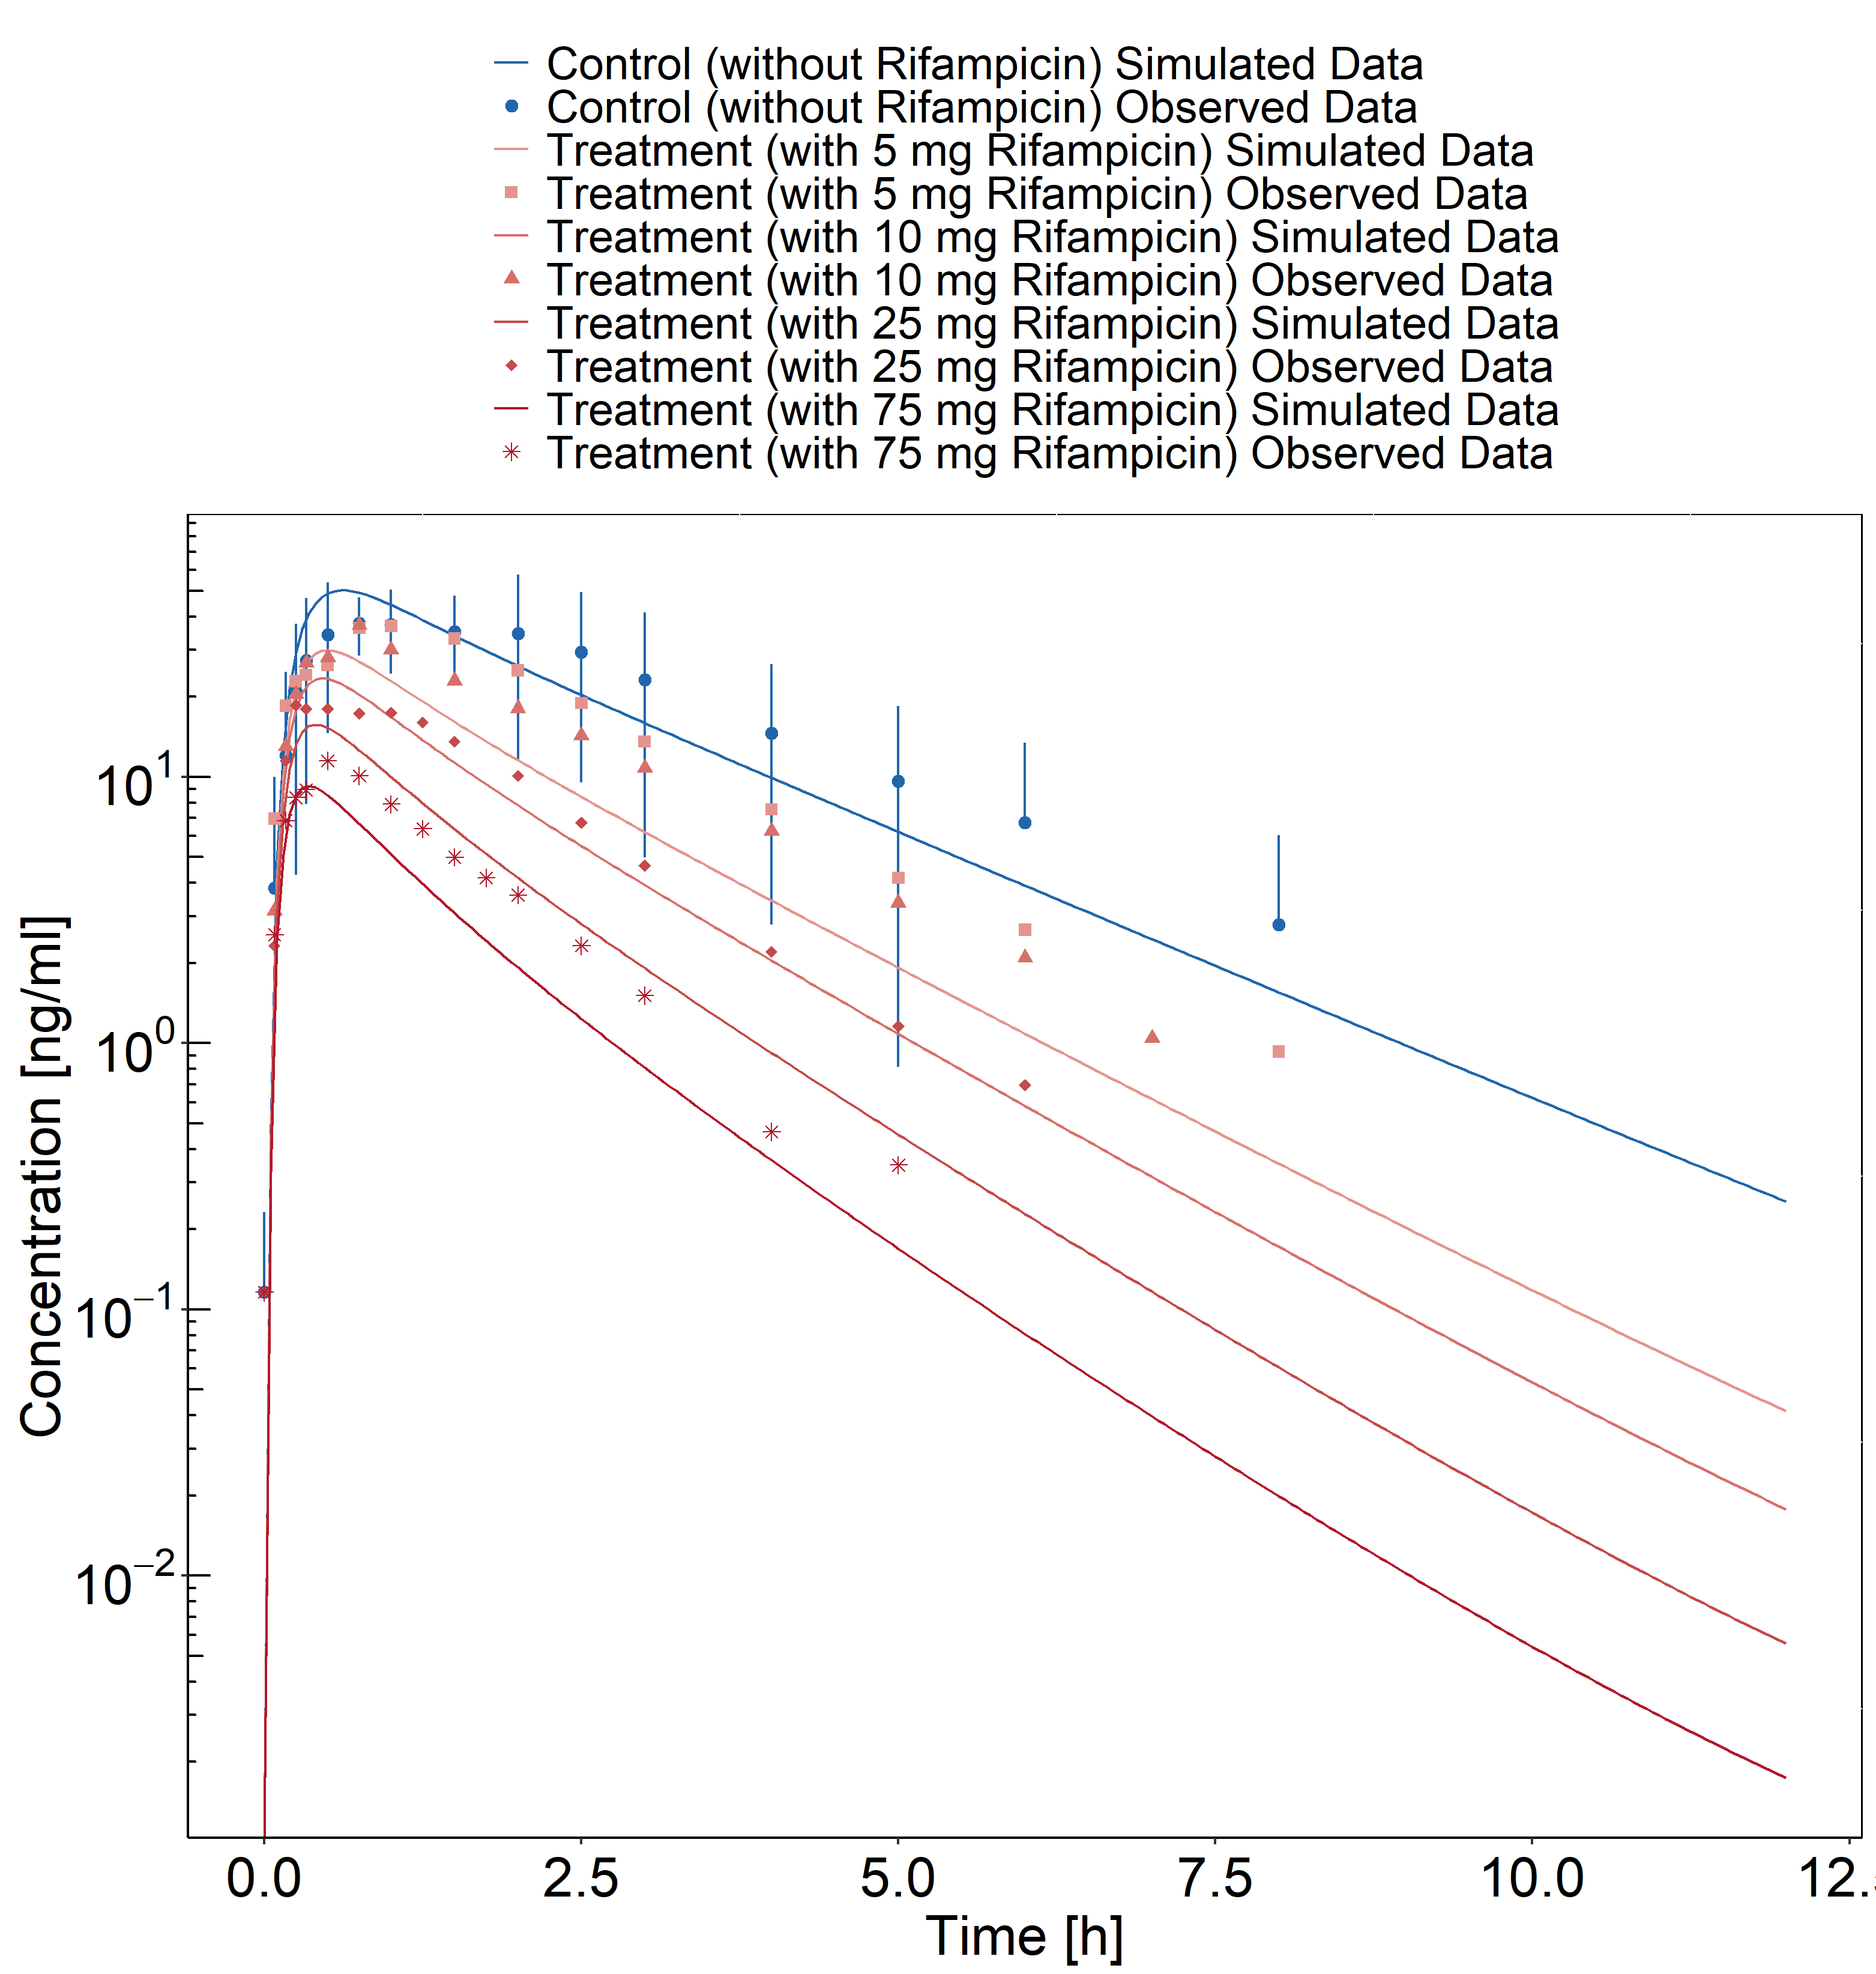 Control (without Rifampicin) Simulated Data
Control (without Rifampicin) Observed Data
Treatment (with 5 mg Rifampicin) Simulated Data
Treatment (with 5 mg Rifampicin) Observed Data
Treatment (with 10 mg Rifampicin) Simulated Data
Treatment (with 10 mg Rifampicin) Observed Data
Treatment (with 25 mg Rifampicin) Simulated Data
Treatment (with 25 mg Rifampicin) Observed Data
Treatment (with 75 mg Rifampicin) Simulated Data
Treatment (with 75 mg Rifampicin) Observed Data
Concentration [ng/ml]
10¹
10⁰
10⁻¹
10⁻²
0.0 2.5 5.0 7.5 10.0 12.
Time [h]